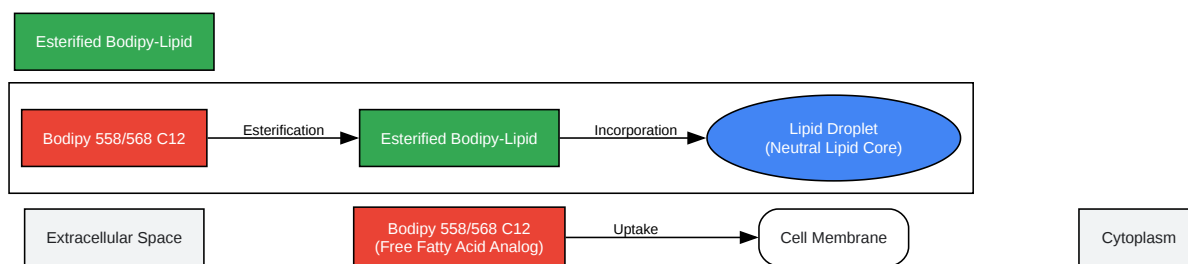 Esterified Bodipy-Lipid
Bodipy 558/568 C12
Esterification
Esterified Bodipy-Lipid
Incorporation
Lipid Droplet
(Neutral Lipid Core)
Extracellular Space
Bodipy 558/568 C12
(Free Fatty Acid Analog)
Uptake
Cell Membrane
Cytoplasm